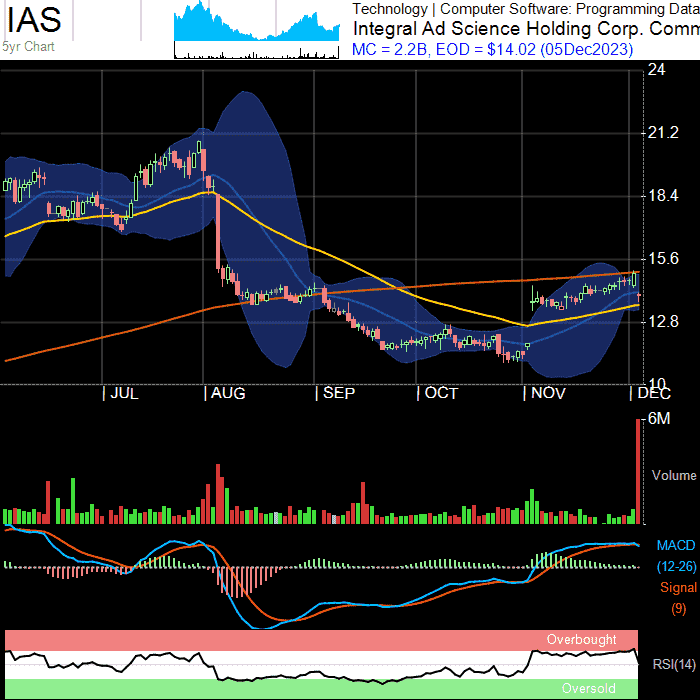 IAS
5yr Chart
Technology | Computer Software: Programming Data
Integral Ad Science Holding Corp. Comm
MC = 2.2B, EOD = $14.02 (05Dec2023)
24
21.2
18.4
15.6
12.8
10
| JUL | AUG | SEP | OCT | NOV | DEC
6M
Volume
MACD
(12-26)
Signal
(9)
Overbought
RSI(14)
Oversold